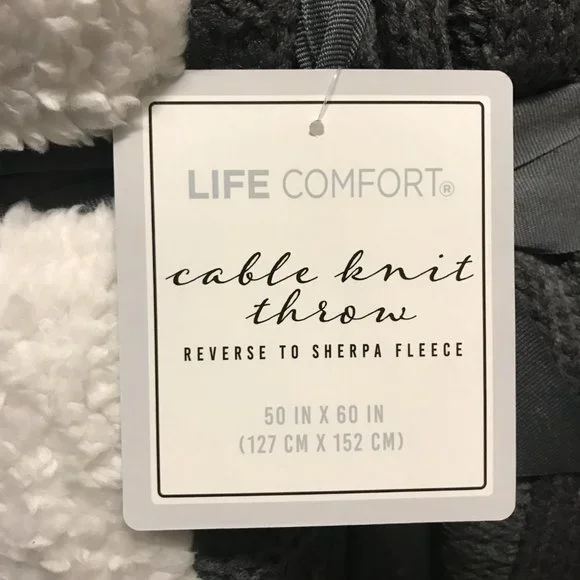 LIFE COMFORT®
cable knit
throw
REVERSE TO SHERPA FLEECE
50 IN X 60 IN
(127 CM X 152 CM)